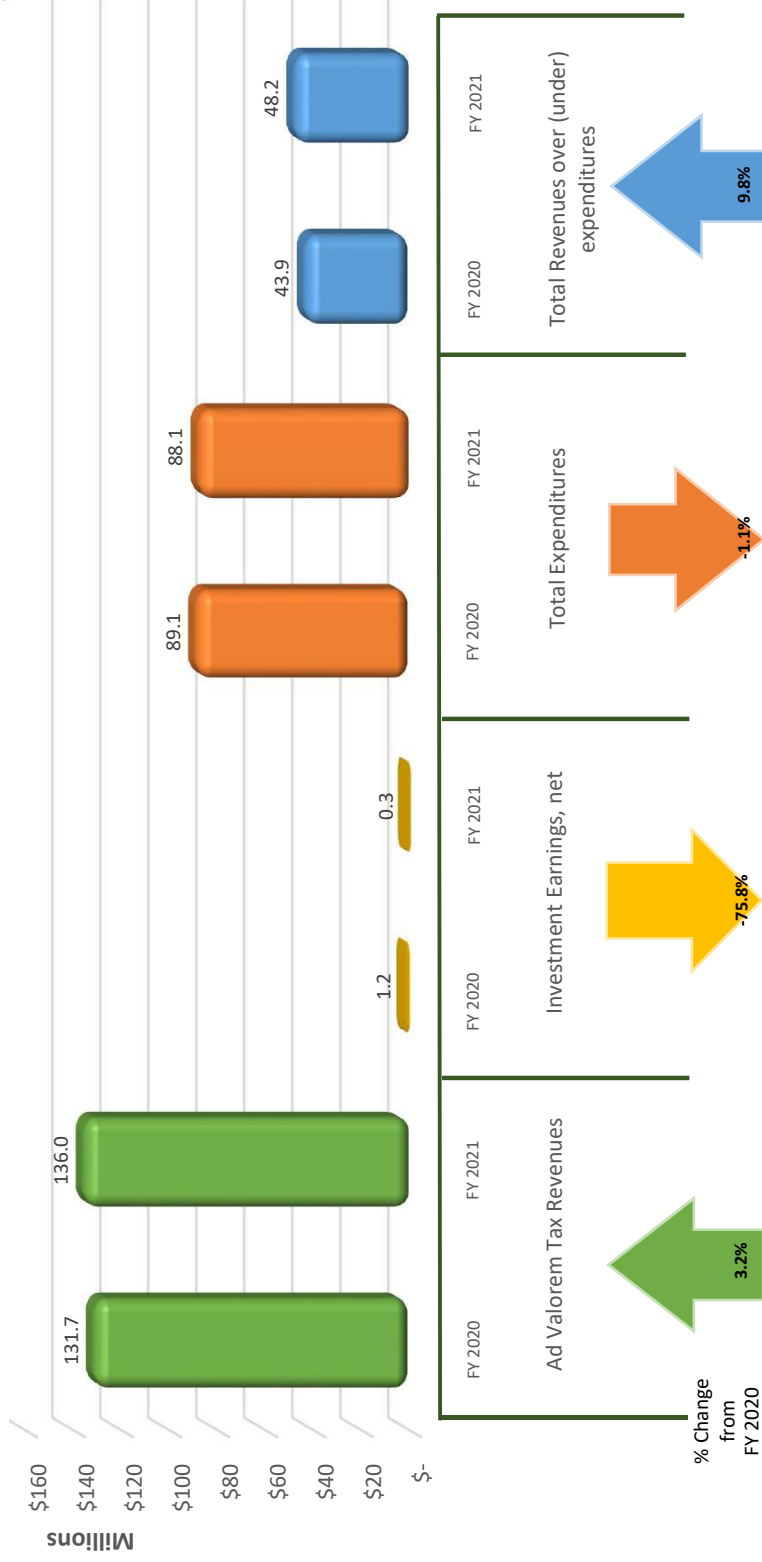 Millions
$160
$140
$120
$100
$80
$60
$40
$20
$-
131.7
136.0
1.2
0.3
89.1
88.1
43.9
48.2
FY 2020
FY 2021
FY 2020
FY 2021
FY 2020
FY 2021
FY 2020
FY 2021
Ad Valorem Tax Revenues
Investment Earnings, net
Total Expenditures
Total Revenues over (under)
expenditures
% Change
from
FY 2020
3.2%
-75.8%
-1.1%
9.8%